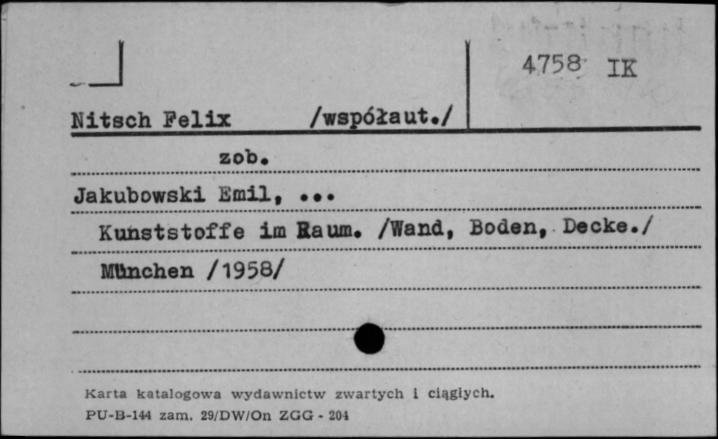 4758 IK
Nitsch Felix /współaut./
zob.
Jakubowski Emil, ...
Kunststoffe im Raum. /Wand, Boden, Decke./
München /1958/
Karta katalogowa wydawnictw zwartych i ciągłych.
PU-B-144 zam. 29/DW/On ZGG - 204